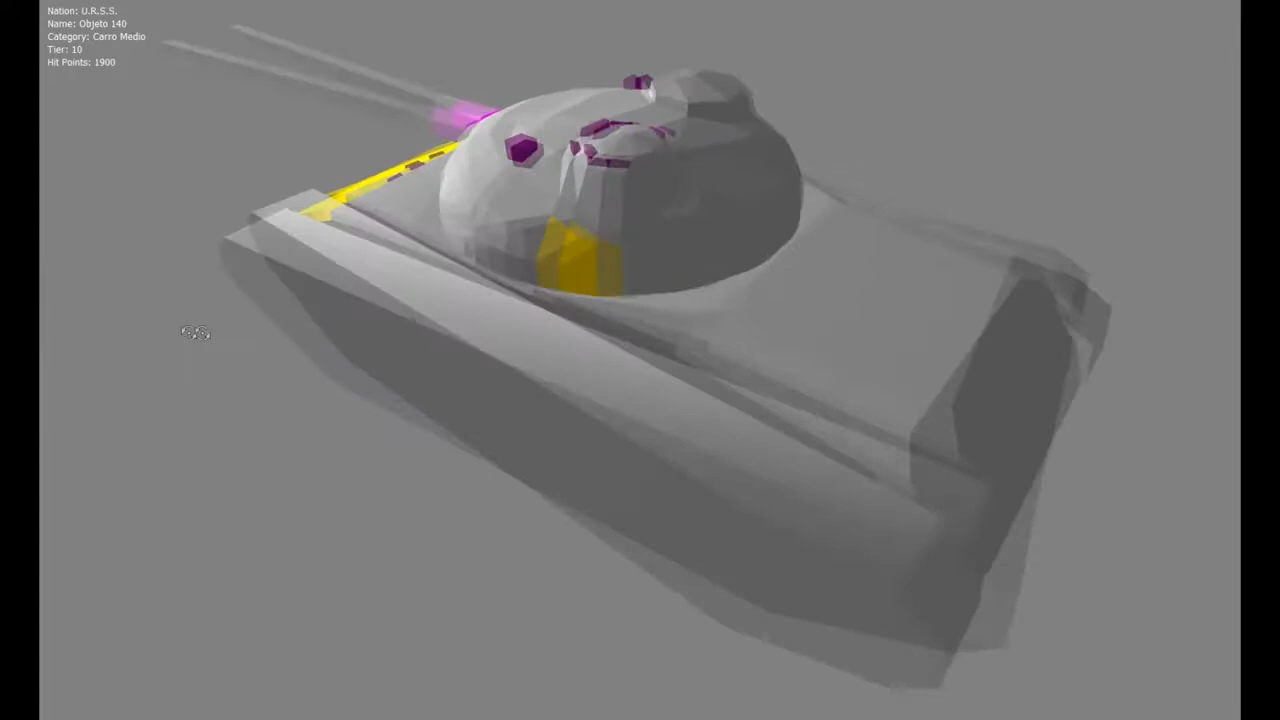 Nation: U.R.S.S.
Name: Objeto 140
Category: Carro Medio
Tier: 10
Hit Points: 1900